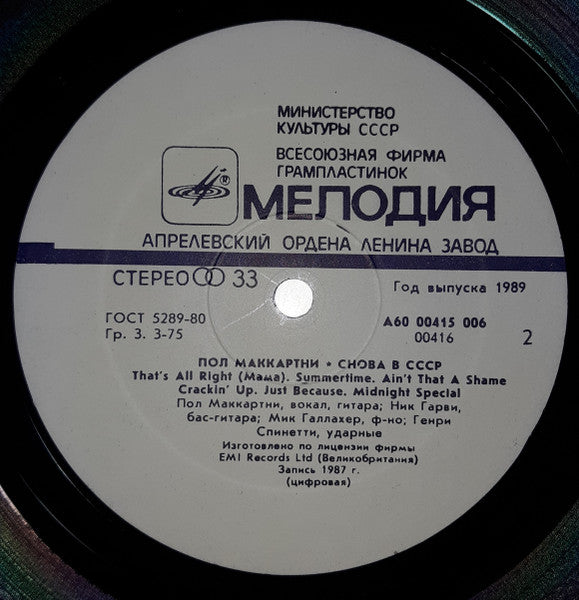 МИНИСТЕРСТВО
КУЛЬТУРЫ СССР
ВСЕСОЮЗНАЯ ФИРМА
ГРАМПЛАСТИНОК
®
МЕЛОДИЯ
АПРЕЛЕВСКИЙ ОРДЕНА ЛЕНИНА ЗАВОД
СТЕРЕО 33
Год выпуска 1989
ГОСТ 5289-80
Гр. 3. 3-75
А60 00415 006
00416
2
ПОЛ МАККАРТНИ ★ СНОВА В СССР
That's All Right (Мама). Summertime. Ain't That A Shame
Crackin' Up. Just Because. Midnight Special
Пол Маккартни, вокал, гитара; Ник Гарви,
бас-гитара; Мик Галлахер, ф-но; Генри
Спинетти, ударные
Изготовлено по лицензии фирмы
EMI Records Ltd (Великобритания)
Запись 1987 г.
(цифровая)